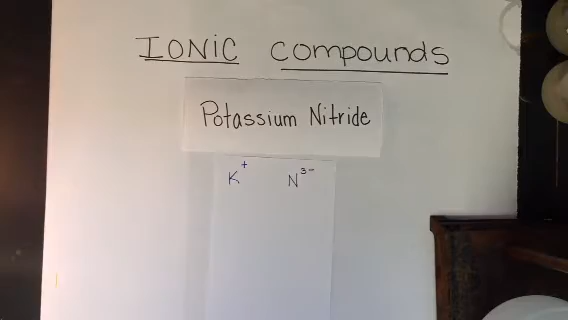 IONIC compounds
Potassium Nitride
K⁺ N³⁻